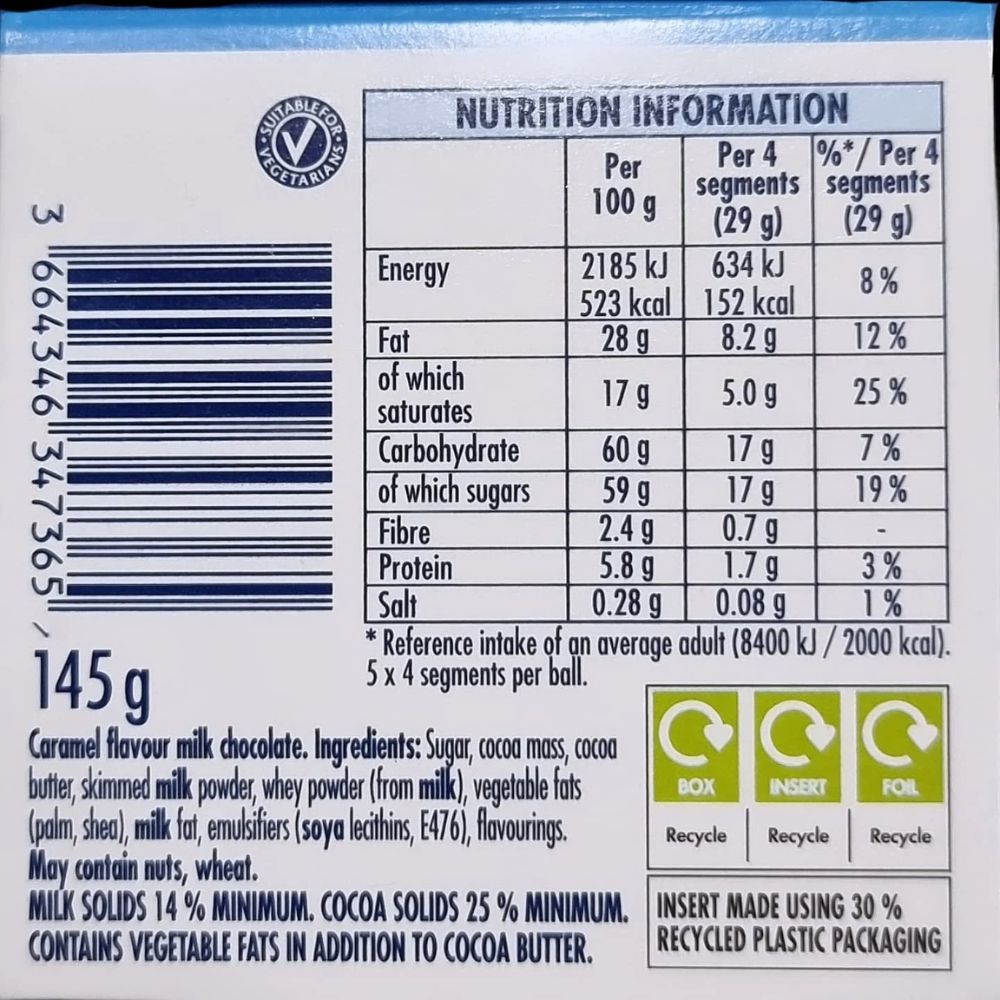 SUITABLE FOR VEGETARIANS
3 664346 347365
145 g
NUTRITION INFORMATION
Per 100 g
Per 4 segments (29 g)
%*/ Per 4 segments (29 g)
Energy 2185 kJ 634 kJ 8 %
523 kcal 152 kcal
Fat 28 g 8.2 g 12 %
of which saturates 17 g 5.0 g 25 %
Carbohydrate 60 g 17 g 7 %
of which sugars 59 g 17 g 19 %
Fibre 2.4 g 0.7 g -
Protein 5.8 g 1.7 g 3 %
Salt 0.28 g 0.08 g 1 %
* Reference intake of an average adult (8400 kJ / 2000 kcal).
5 x 4 segments per ball.
Caramel flavour milk chocolate. Ingredients: Sugar, cocoa mass, cocoa
butter, skimmed milk powder, whey powder (from milk), vegetable fats
(palm, shea), milk fat, emulsifiers (soya lecithins, E476), flavourings.
May contain nuts, wheat.
MILK SOLIDS 14 % MINIMUM. COCOA SOLIDS 25 % MINIMUM.
CONTAINS VEGETABLE FATS IN ADDITION TO COCOA BUTTER.
BOX INSERT FOIL
Recycle Recycle Recycle
INSERT MADE USING 30 %
RECYCLED PLASTIC PACKAGING